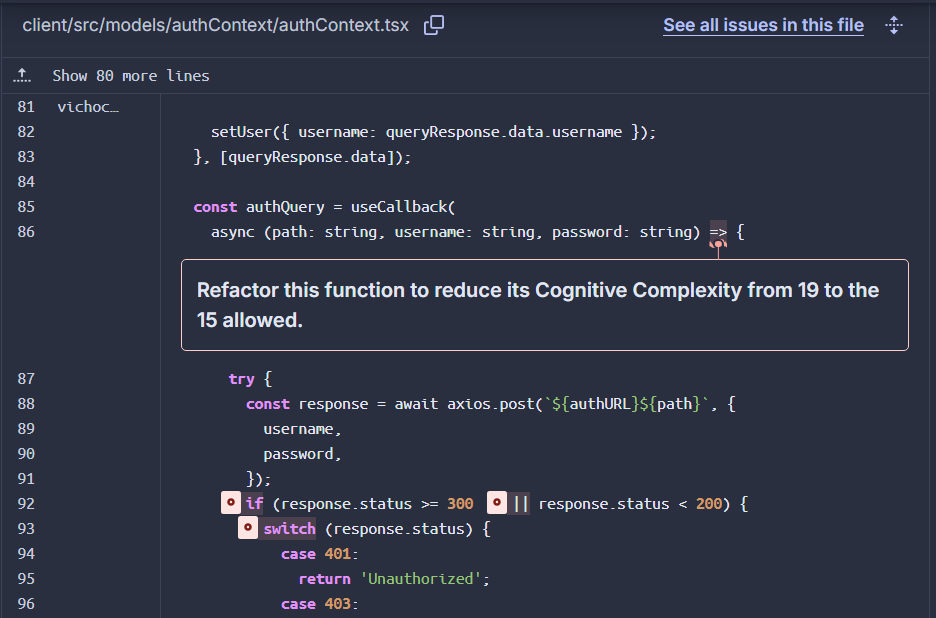 client/src/models/authContext/authContext.tsx See all issues in this file
Show 80 more lines
81 vichoc…
82 setUser({ username: queryResponse.data.username });
83 }, [queryResponse.data]);
84
85 const authQuery = useCallback(
86 async (path: string, username: string, password: string) => {
Refactor this function to reduce its Cognitive Complexity from 19 to the
15 allowed.
87 try {
88 const response = await axios.post(`${authURL}${path}`, {
89 username,
90 password,
91 });
92 if (response.status >= 300 || response.status < 200) {
93 switch (response.status) {
94 case 401:
95 return 'Unauthorized';
96 case 403: